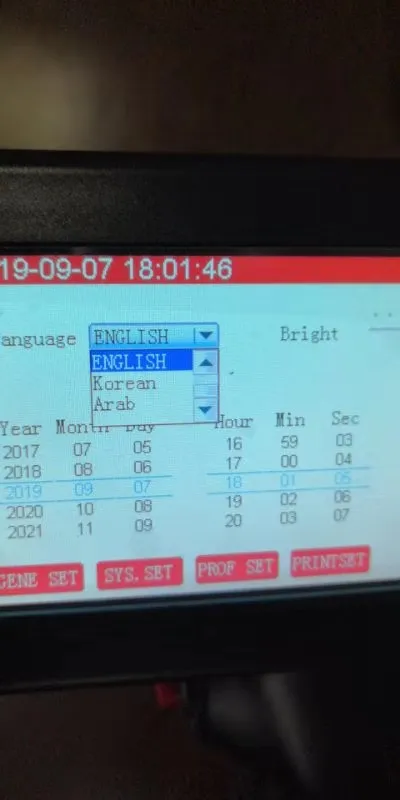 19-09-07 18:01:46
anguage ENGLISH Bright
ENGLISH
Korean
Arab
Year Month Day Hour Min Sec
2017 07 05 16 59 03
2018 08 06 17 00 04
2019 09 07 18 01 05
2020 10 08 19 02 06
2021 11 09 20 03 07
GENE SET SYS.SET PROF SET PRINTSET